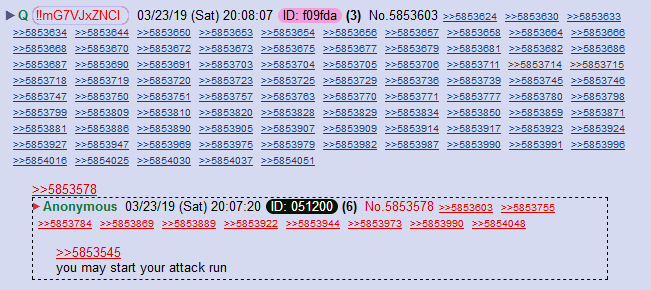 ▶ Q !!mG7VJxZNCI 03/23/19 (Sat) 20:08:07 ID: f09fda (3) No.5853603 >>5853624 >>5853630 >>5853633
>>5853634 >>5853644 >>5853650 >>5853653 >>5853654 >>5853656 >>5853657 >>5853658 >>5853664 >>5853666
>>5853668 >>5853670 >>5853672 >>5853673 >>5853675 >>5853677 >>5853679 >>5853681 >>5853682 >>5853686
>>5853687 >>5853690 >>5853691 >>5853703 >>5853704 >>5853705 >>5853706 >>5853711 >>5853714 >>5853715
>>5853718 >>5853719 >>5853720 >>5853723 >>5853725 >>5853729 >>5853736 >>5853739 >>5853745 >>5853746
>>5853747 >>5853750 >>5853751 >>5853757 >>5853763 >>5853770 >>5853771 >>5853777 >>5853780 >>5853798
>>5853799 >>5853809 >>5853810 >>5853820 >>5853828 >>5853829 >>5853834 >>5853850 >>5853859 >>5853871
>>5853881 >>5853886 >>5853890 >>5853905 >>5853907 >>5853909 >>5853914 >>5853917 >>5853923 >>5853924
>>5853927 >>5853947 >>5853969 >>5853975 >>5853979 >>5853982 >>5853987 >>5853990 >>5853991 >>5853996
>>5854016 >>5854025 >>5854030 >>5854037 >>5854051
>>5853578
▶ Anonymous 03/23/19 (Sat) 20:07:20 ID: 051200 (6) No.5853578 >>5853603 >>5853755
>>5853784 >>5853869 >>5853889 >>5853922 >>5853944 >>5853973 >>5853990 >>5854048
>>5853545
you may start your attack run